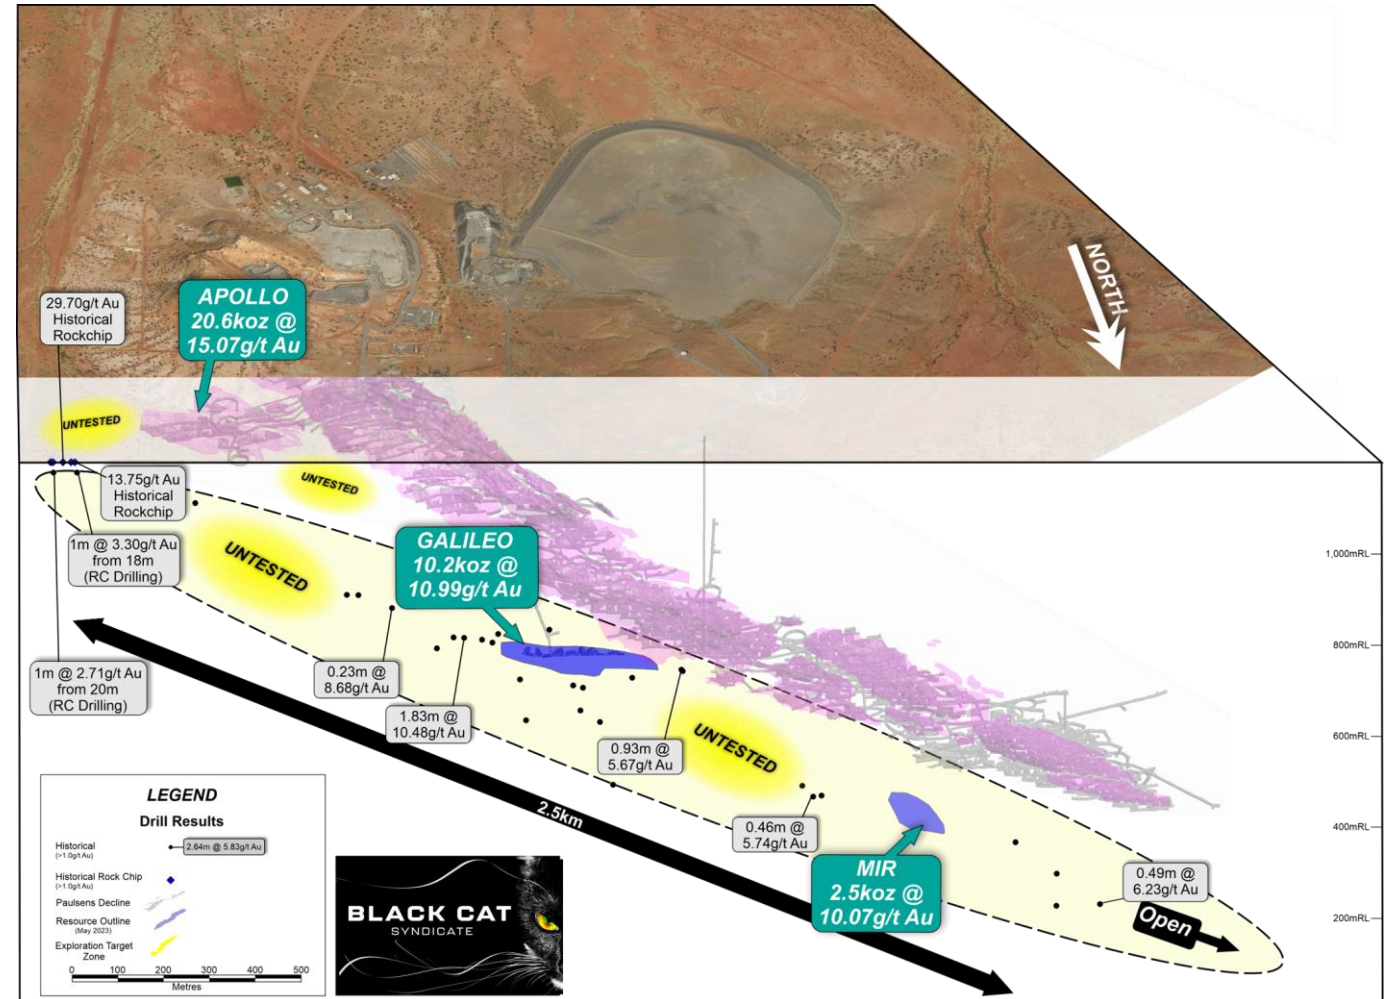 NORTH
29.70g/t Au
Historical
Rockchip
APOLLO
20.6koz @
15.07g/t Au
UNTESTED
13.75g/t Au
Historical
Rockchip
UNTESTED
1m @ 3.30g/t Au
from 18m
(RC Drilling)
UNTESTED
GALILEO
10.2koz @
10.99g/t Au
1,000mRL
800mRL
600mRL
400mRL
200mRL
1m @ 2.71g/t Au
from 20m
(RC Drilling)
0.23m @
8.68g/t Au
1.83m @
10.48g/t Au
0.93m @
5.67g/t Au
UNTESTED
2.5km
0.46m @
5.74g/t Au
MIR
2.5koz @
10.07g/t Au
0.49m @
6.23g/t Au
Open
LEGEND
Drill Results
Historical
(>1.0g/t Au)
2.64m @ 5.83g/t Au
Historical Rock Chip
(>1.0g/t Au)
Paulsens Decline
Resource Outline
(May 2023)
Exploration Target
Zone
0 100 200 300 400 500
Metres
BLACK CAT
SYNDICATE